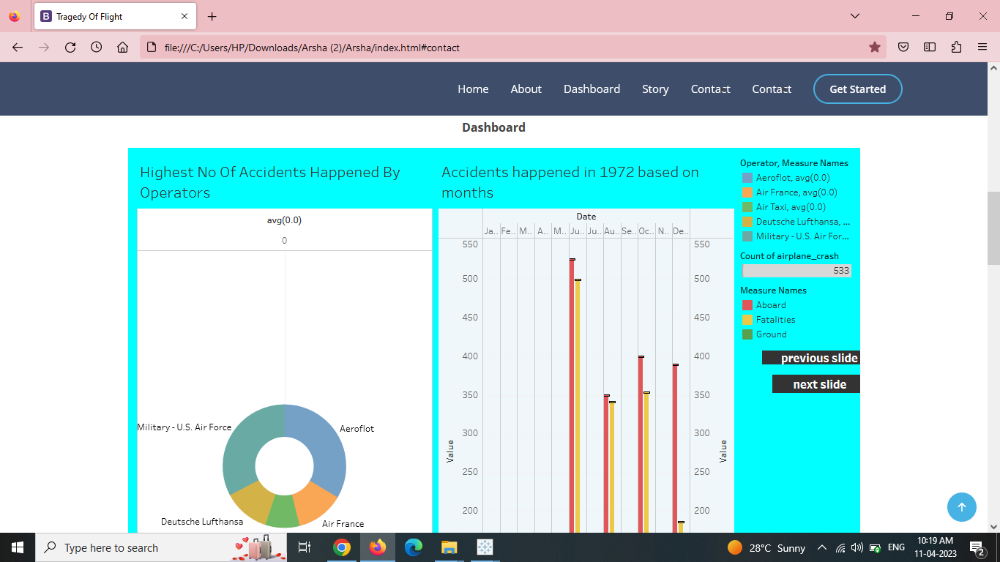 Tragedy Of Flight
file:///C:/Users/HP/Downloads/Arsha (2)/Arsha/index.html#contact
Home About Dashboard Story Contact Contact Get Started
Dashboard
Highest No Of Accidents Happened By
Operators
avg(0.0)
0
Military - U.S. Air Force
Aeroflot
Deutsche Lufthansa
Air France
Accidents happened in 1972 based on
months
Date
Ja.. Fe.. M.. A.. M.. Ju.. Ju.. Au.. Se.. Oc.. N.. De..
550 550
500 500
450 450
400 400
350 350
300 300
250 250
200 200
Value Value
Operator, Measure Names
Aeroflot, avg(0.0)
Air France, avg(0.0)
Air Taxi, avg(0.0)
Deutsche Lufthansa, ...
Military - U.S. Air For...
Count of airplane_crash
533
Measure Names
Aboard
Fatalities
Ground
previous slide
next slide
Type here to search
28°C Sunny
ENG
10:19 AM
11-04-2023
2